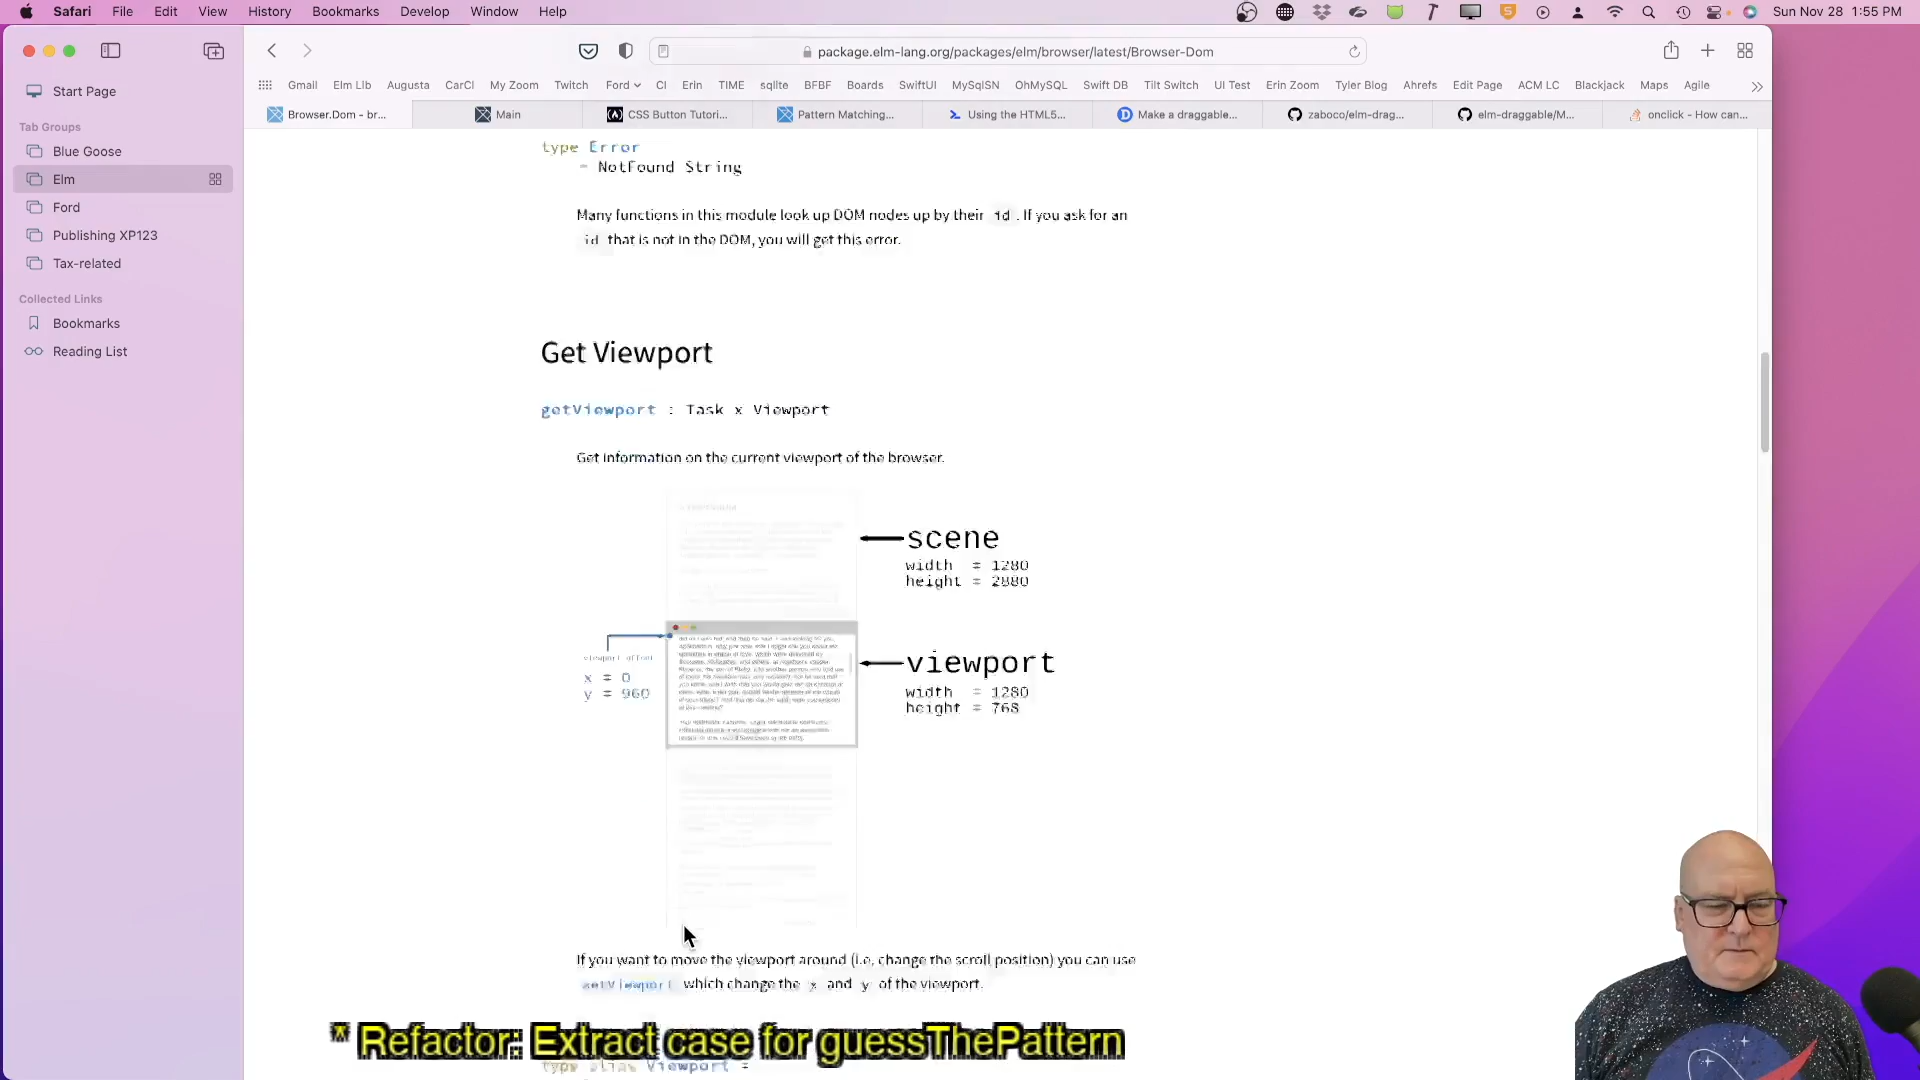 Safari File Edit View History Bookmarks Develop Window Help Sun Nov 28 1:55 PM
package.elm-lang.org/packages/elm/browser/latest/Browser-Dom
Gmail Elm Lib Augusta CarCl My Zoom Twitch Ford CI Erin TIME sqlite BFBF Boards SwiftUI MySqlSN OhMySQL Swift DB Tilt Switch UI Test Erin Zoom Tyler Blog Ahrefs Edit Page ACM LC Blackjack Maps Agile
Browser.Dom - br... Main CSS Button Tutori... Pattern Matching... Using the HTML5... Make a draggable... zaboco/elm-drag... elm-draggable/M... onclick - How can...
Start Page
Tab Groups
Blue Goose
Elm
Ford
Publishing XP123
Tax-related
Collected Links
Bookmarks
Reading List
type Error
= NotFound String
Many functions in this module look up DOM nodes up by their id . If you ask for an
id that is not in the DOM, you will get this error.
Get Viewport
getViewport : Task x Viewport
Get information on the current viewport of the browser.
scene
width = 1280
height = 2880
viewport offset
x = 0
y = 960
viewport
width = 1280
height = 768
If you want to move the viewport around (i.e. change the scroll position) you can use
setViewport which change the x and y of the viewport.
* Refactor: Extract case for guessThePattern
type alias Viewport =